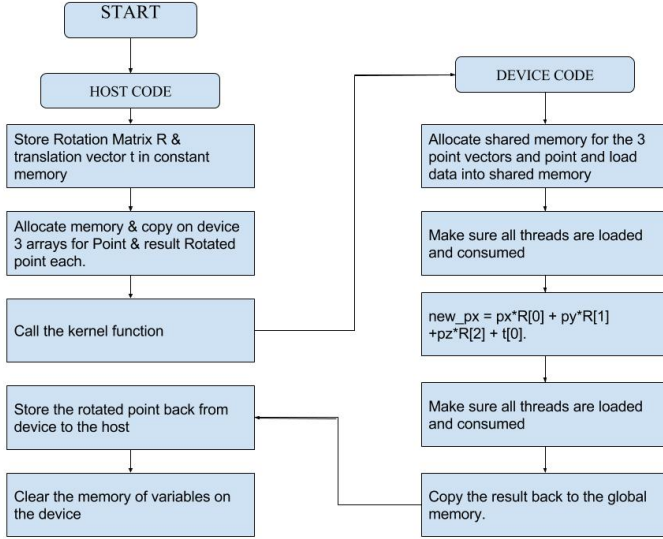 START
HOST CODE
Store Rotation Matrix R &
translation vector t in constant
memory
Allocate memory & copy on device
3 arrays for Point & result Rotated
point each.
Call the kernel function
Store the rotated point back from
device to the host
Clear the memory of variables on
the device
DEVICE CODE
Allocate shared memory for the 3
point vectors and point and load
data into shared memory
Make sure all threads are loaded
and consumed
new_px = px*R[0] + py*R[1]
+pz*R[2] + t[0].
Make sure all threads are loaded
and consumed
Copy the result back to the global
memory.